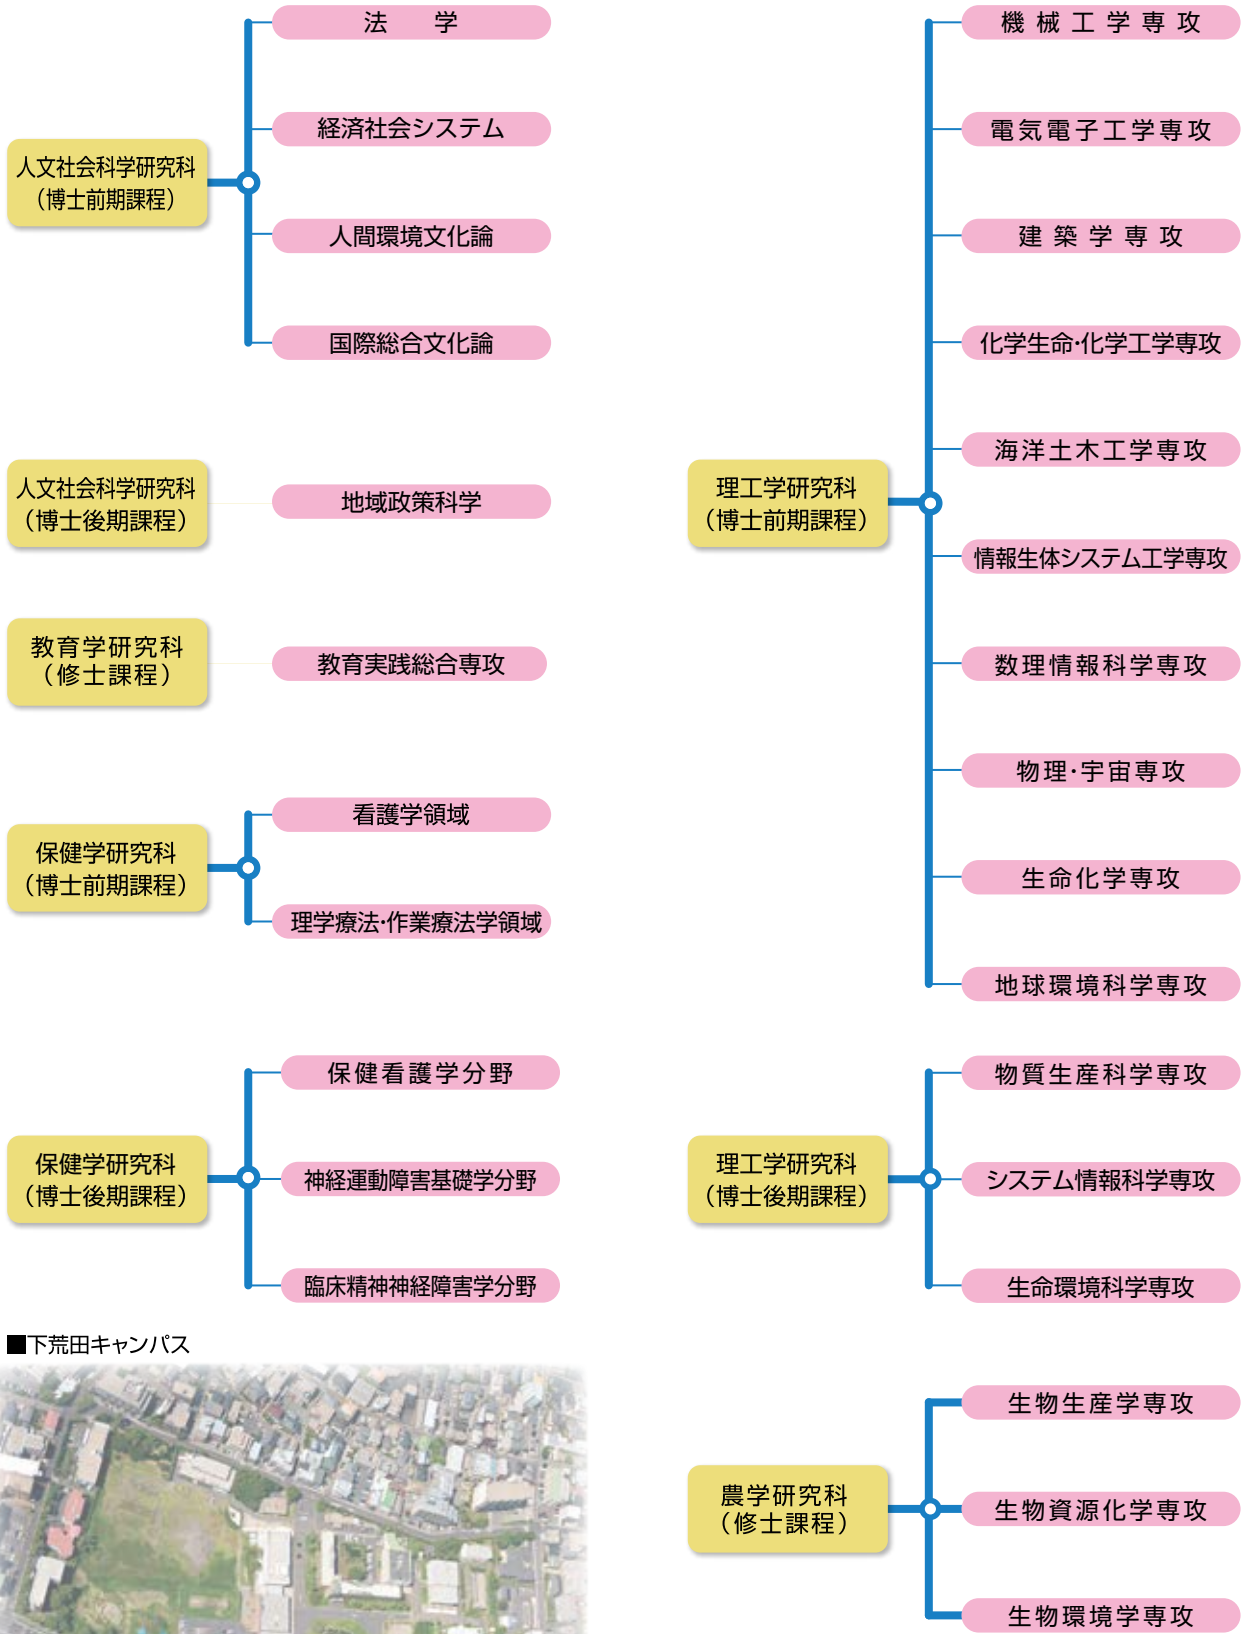 人文社会科学研究科
（博士前期課程）
法　学
経済社会システム
人間環境文化論
国際総合文化論
人文社会科学研究科
（博士後期課程）
地域政策科学
教育学研究科
（修士課程）
教育実践総合専攻
保健学研究科
（博士前期課程）
看護学領域
理学療法・作業療法学領域
保健学研究科
（博士後期課程）
保健看護学分野
神経運動障害基礎学分野
臨床精神神経障害学分野
■下荒田キャンパス
理工学研究科
（博士前期課程）
機械工学専攻
電気電子工学専攻
建築学専攻
化学生命・化学工学専攻
海洋土木工学専攻
情報生体システム工学専攻
数理情報科学専攻
物理・宇宙専攻
生命化学専攻
地球環境科学専攻
理工学研究科
（博士後期課程）
物質生産科学専攻
システム情報科学専攻
生命環境科学専攻
農学研究科
（修士課程）
生物生産学専攻
生物資源化学専攻
生物環境学専攻